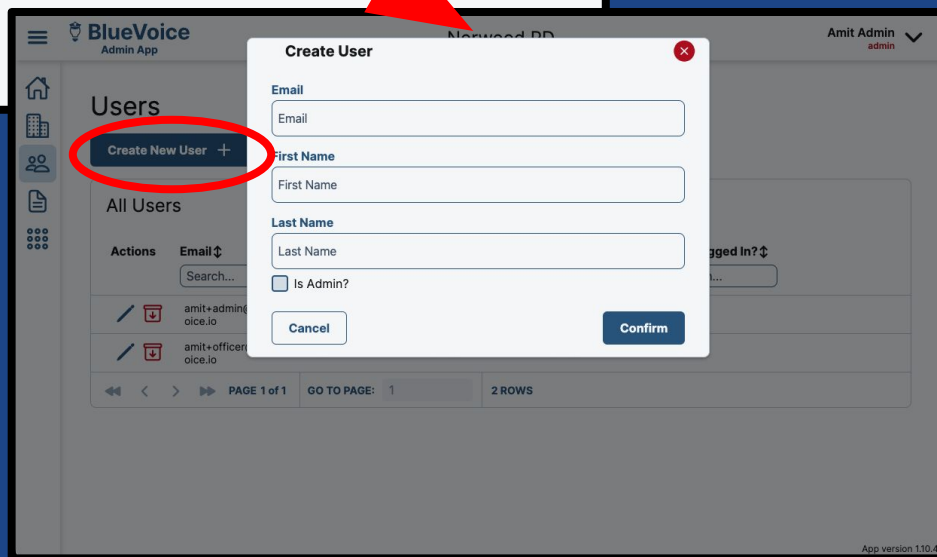 BlueVoice
Admin App
Norwood PD
Amit Admin
admin
Create User
Users
Create New User +
Email
Email
First Name
First Name
Last Name
Last Name
Is Admin?
Cancel
Confirm
All Users
Actions Email gged In?
Search...
amit+admin@
oice.io
amit+officer
oice.io
PAGE 1 of 1 GO TO PAGE: 1 2 ROWS
App version 1.10.4